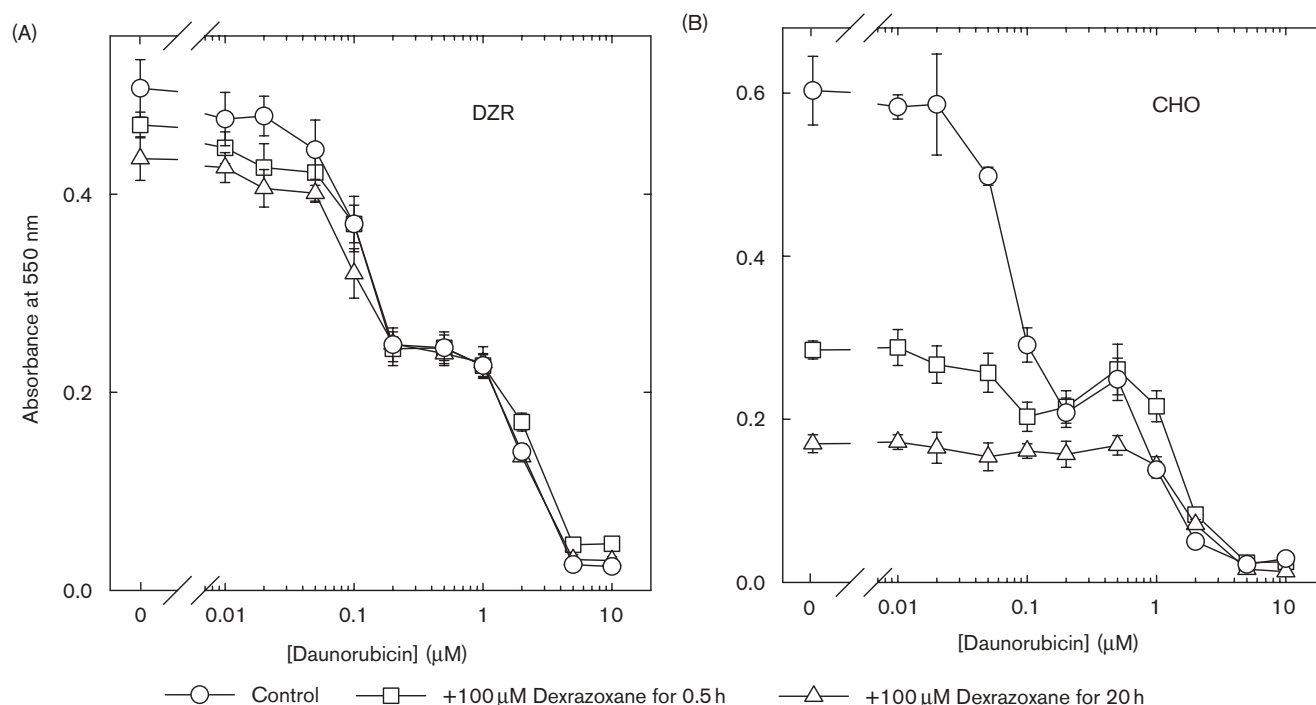 (A)
DZR
0.4
0.2
0.0
Absorbance at 550 nm
0 0.01 0.1 1 10
[Daunorubicin] (μM)
(B)
CHO
0.6
0.4
0.2
0.0
0 0.01 0.1 1 10
[Daunorubicin] (μM)
Control +100 μM Dexrazoxane for 0.5 h +100 μM Dexrazoxane for 20 h